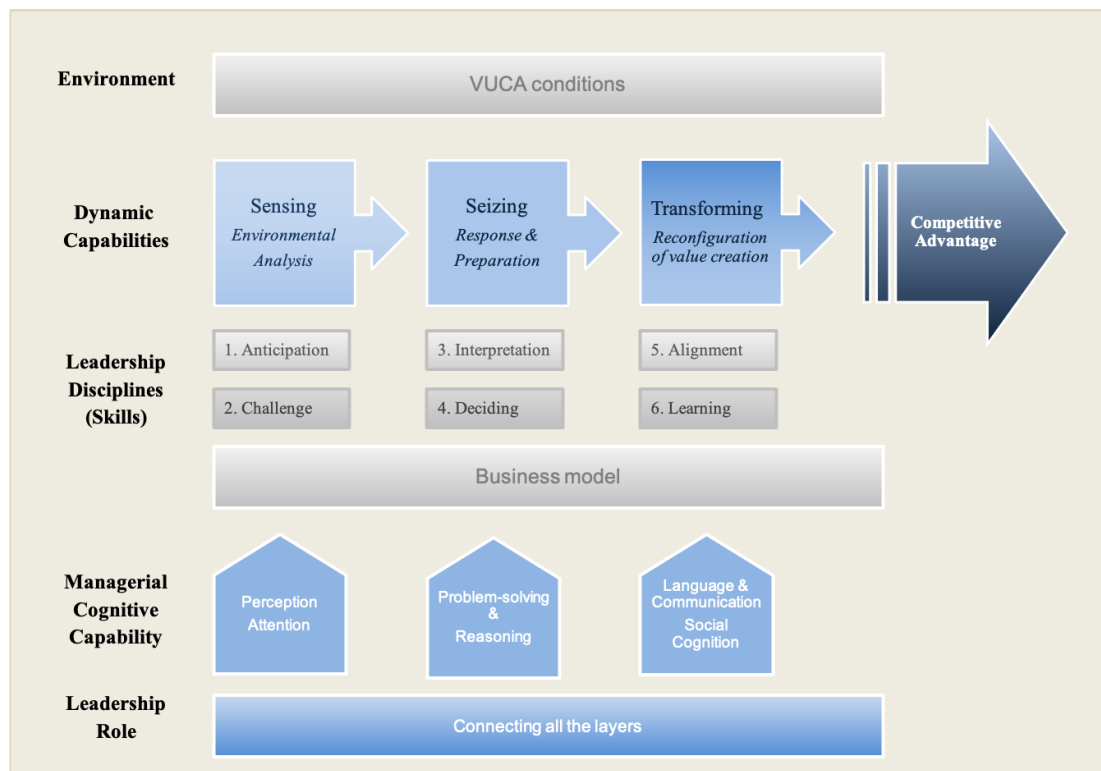 Environment
VUCA conditions
Dynamic
Capabilities
Sensing
Environmental
Analysis
Seizing
Response &
Preparation
Transforming
Reconfiguration
of value creation
Competitive
Advantage
Leadership
Disciplines
(Skills)
1. Anticipation
3. Interpretation
5. Alignment
2. Challenge
4. Deciding
6. Learning
Business model
Managerial
Cognitive
Capability
Perception
Attention
Problem-solving
&
Reasoning
Language &
Communication
Social
Cognition
Leadership
Role
Connecting all the layers